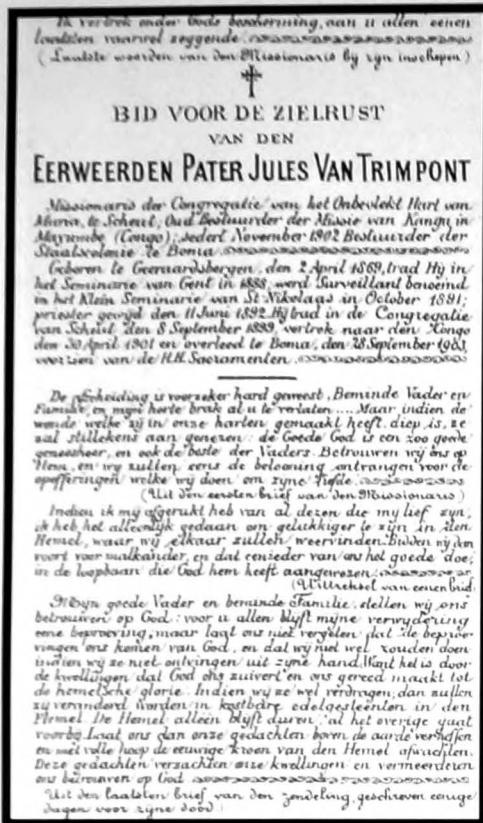 Ik vertrek onder Gods bescherming, aan u allen eenen
laatsten vaarwel zeggende
(Laatste woorden van den Missionaris by zyn inschepen)
BID VOOR DE ZIELRUST
VAN DEN
EERWEERDEN PATER JULES VAN TRIMPONT
Missionaris der Congregatie van het Onbevlekt Hart van
Maria, te Scheut; Oud Bestuurder der Missie van Kangu in
Mayumbe (Congo); sedert November 1902 Bestuurder der
Staatscolonie te Boma.
Geboren te Geeraardsbergen, den 2 April 1869, trad Hy in
het Seminarie van Gent in 1888, werd Surveillant benoemd
in het Klein Seminarie van St Nikolaas in October 1891;
priester gewyd den 11 Juni 1892. Hy trad in de Congregatie
van Scheut den 8 September 1899, vertrok naar den Kongo
den 30 April 1901 en overleed te Boma, den 28 September 1903,
voorzien van de H.H. Sacramenten.
De scheiding is voorzeker hard geweest, Beminde Vader en
Familie, en myn herte brak al u te verlaten.... Maar indien de
wonde welke zy in onze harten gemaakt heeft, diep is, ze
zal stillekens aan genezen: de Goede God is een zoo goede
geneesheer, en ook de beste der Vaders. Betrouwen wy ons op
Hem, en wy zullen eens de belooning ontvangen voor de
opofferingen welke wy doen om zyne liefde.
(Uit den eersten brief van den Missionaris)
Indien ik my afgerukt heb van al dezen die my lief zyn,
ik heb het alleenlyk gedaan om gelukkiger te zyn in den
Hemel, waar wy elkaar zullen weervinden. Bidden wy dan
voort voor malkander, en dat eenieder van ons het goede doe,
in de loopbaan die God hem heeft aangewezen.
(Uittreksel van eenen brief)
Myn goede Vader en beminde Familie, stellen wy ons
betrouwen op God: voor u allen blyft myne verwydering
eene beproeving, maar laat ons niet vergeten dat de beproe-
vingen ons komen van God, en dat wy niet wel zouden doen
indien wy ze niet ontvingen uit zyne hand. Want het is door
de kwellingen dat God ons zuivert en ons gereed maakt tot
de hemelsche glorie. Indien wy ze wel verdragen, dan zullen
zy veranderd worden in kostbare edelgesteenten in den
Hemel. De Hemel alleen blyft duren, al het overige gaat
voorby. Laat ons dan onze gedachten boven de aarde verheffen
en met volle hoop de eeuwige kroon van den Hemel afwachten.
Deze gedachten verzachten onze kwellingen en vermeerderen
ons betrouwen op God.
Uit den laatsten brief van den zendeling, geschreven eenige
dagen voor zyne dood.